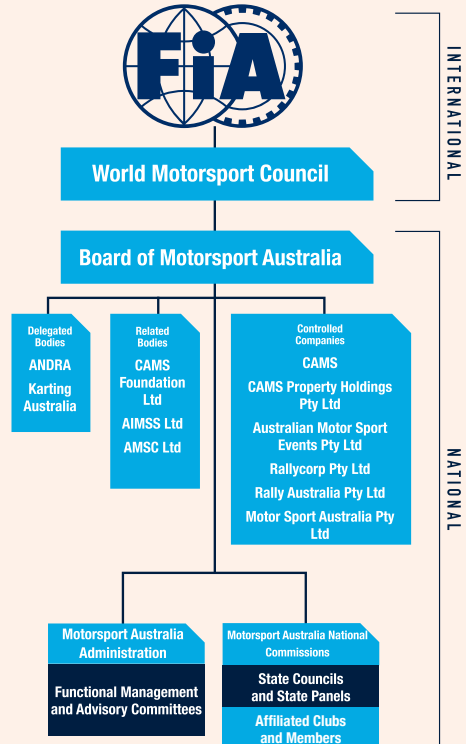 FiA
INTERNATIONAL
World Motorsport Council
Board of Motorsport Australia
Delegated
Bodies
ANDRA
Karting
Australia
Related
Bodies
CAMS
Foundation
Ltd
AIMSS Ltd
AMSC Ltd
Controlled
Companies
CAMS
CAMS Property Holdings
Pty Ltd
Australian Motor Sport
Events Pty Ltd
Rallycorp Pty Ltd
Rally Australia Pty Ltd
Motor Sport Australia Pty
Ltd
NATIONAL
Motorsport Australia
Administration
Functional Management
and Advisory Committees
Motorsport Australia National
Commissions
State Councils
and State Panels
Affiliated Clubs
and Members